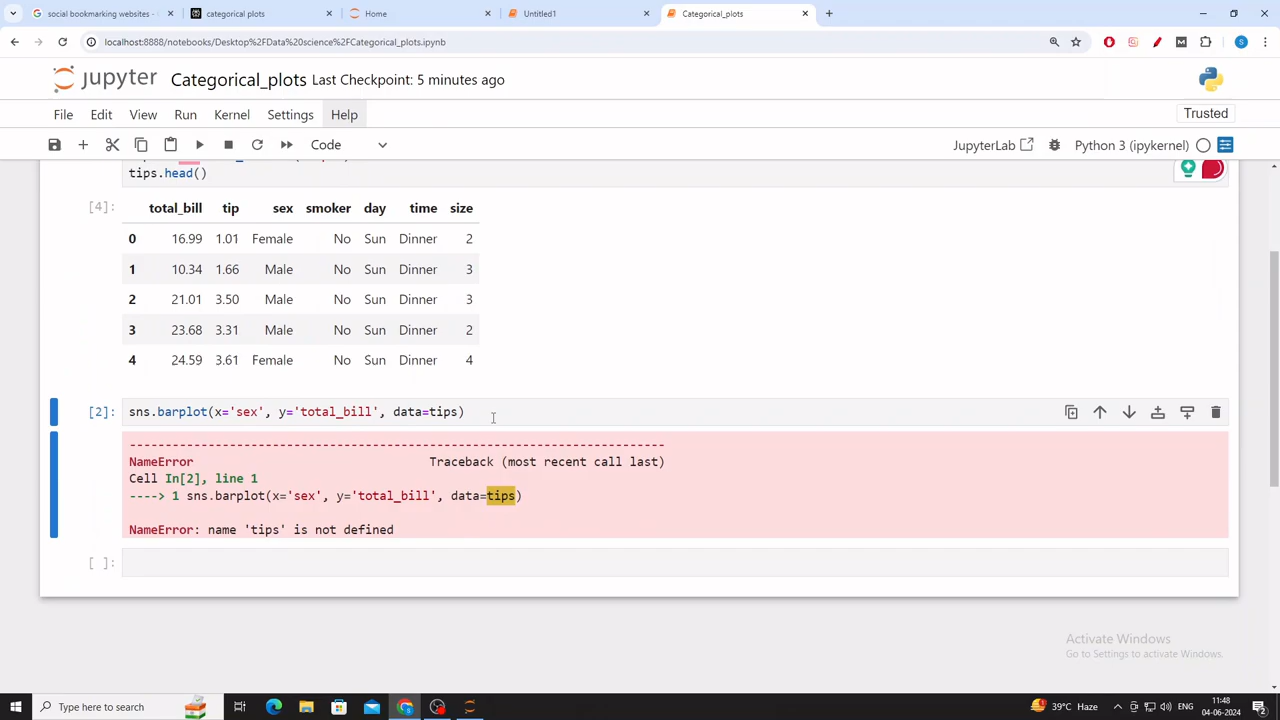 social bookmarking websites -
categorical plots
Home
Untitled1
Categorical_plots
localhost:8888/notebooks/Desktop%2FData%20science%2FCategorical_plots.ipynb
jupyter Categorical_plots Last Checkpoint: 5 minutes ago
File Edit View Run Kernel Settings Help
Trusted
Code
JupyterLab
Python 3 (ipykernel)
tips.head()
[4]:
total_bill tip sex smoker day time size
0 16.99 1.01 Female No Sun Dinner 2
1 10.34 1.66 Male No Sun Dinner 3
2 21.01 3.50 Male No Sun Dinner 3
3 23.68 3.31 Male No Sun Dinner 2
4 24.59 3.61 Female No Sun Dinner 4
[2]: sns.barplot(x='sex', y='total_bill', data=tips)
---------------------------------------------------------------------------
NameError Traceback (most recent call last)
Cell In[2], line 1
----> 1 sns.barplot(x='sex', y='total_bill', data=tips)
NameError: name 'tips' is not defined
[ ]:
Activate Windows
Go to Settings to activate Windows.
Type here to search
39°C Haze
ENG
11:48
04-06-2024